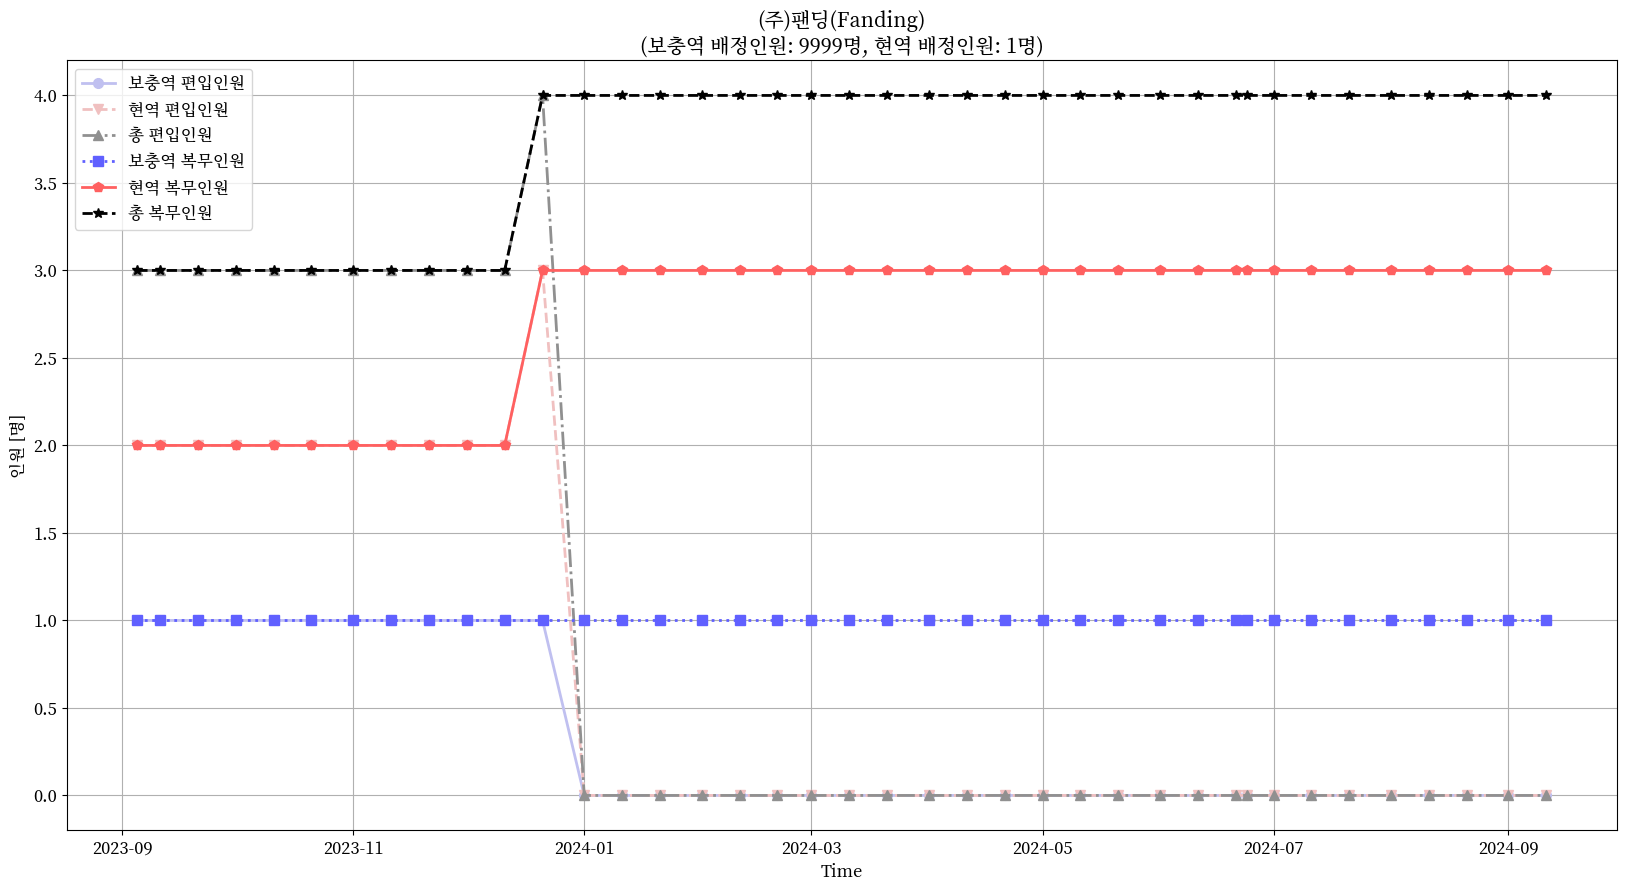 (주)팬딩(Fanding)
(보충역 배정인원: 9999명, 현역 배정인원: 1명)
보충역 편입인원
현역 편입인원
총 편입인원
보충역 복무인원
현역 복무인원
총 복무인원
4.0
3.5
3.0
2.5
2.0
1.5
1.0
0.5
0.0
인원 [명]
2023-09 2023-11 2024-01 2024-03 2024-05 2024-07 2024-09
Time